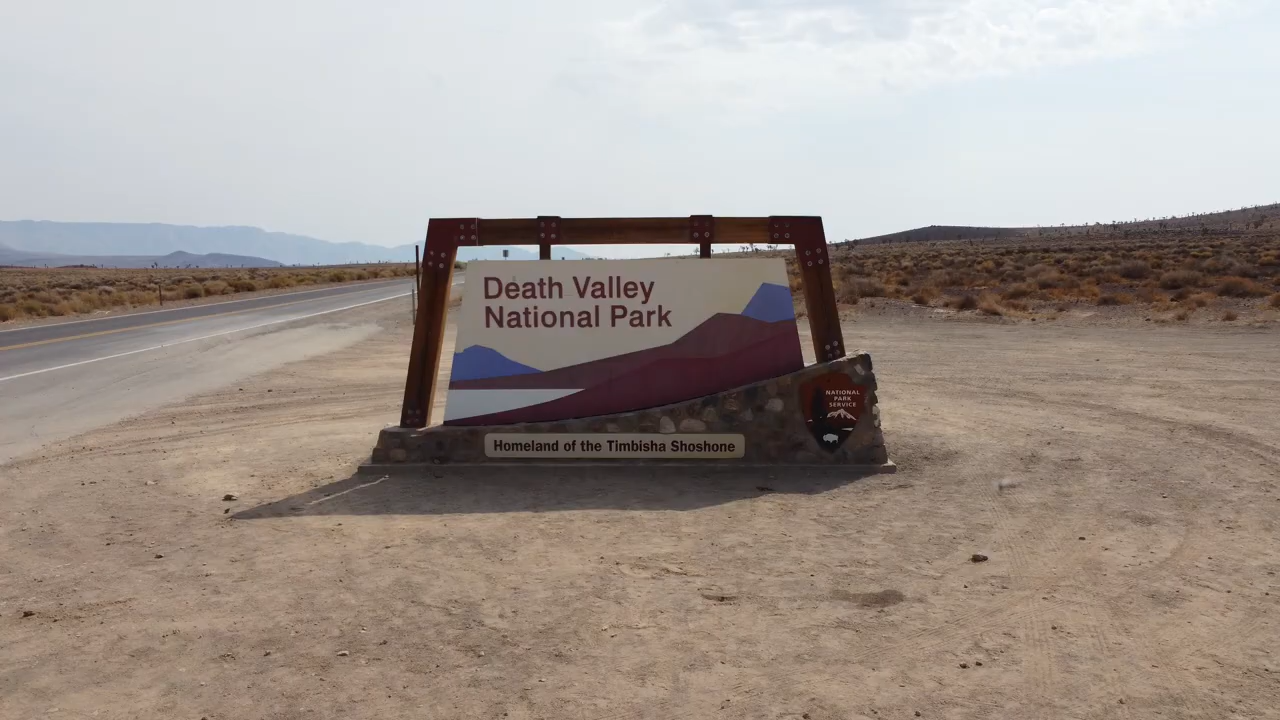 Death Valley
National Park
NATIONAL
PARK
SERVICE
Homeland of the Timbisha Shoshone